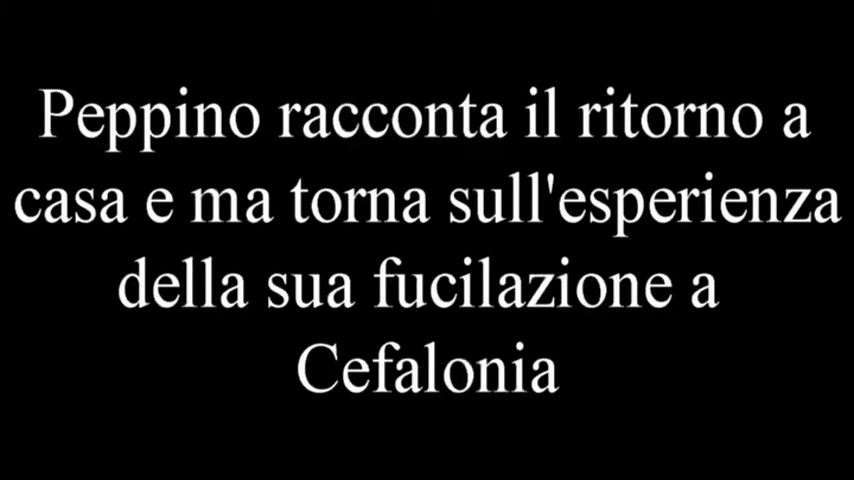 Peppino racconta il ritorno a
casa e ma torna sull'esperienza
della sua fucilazione a
Cefalonia